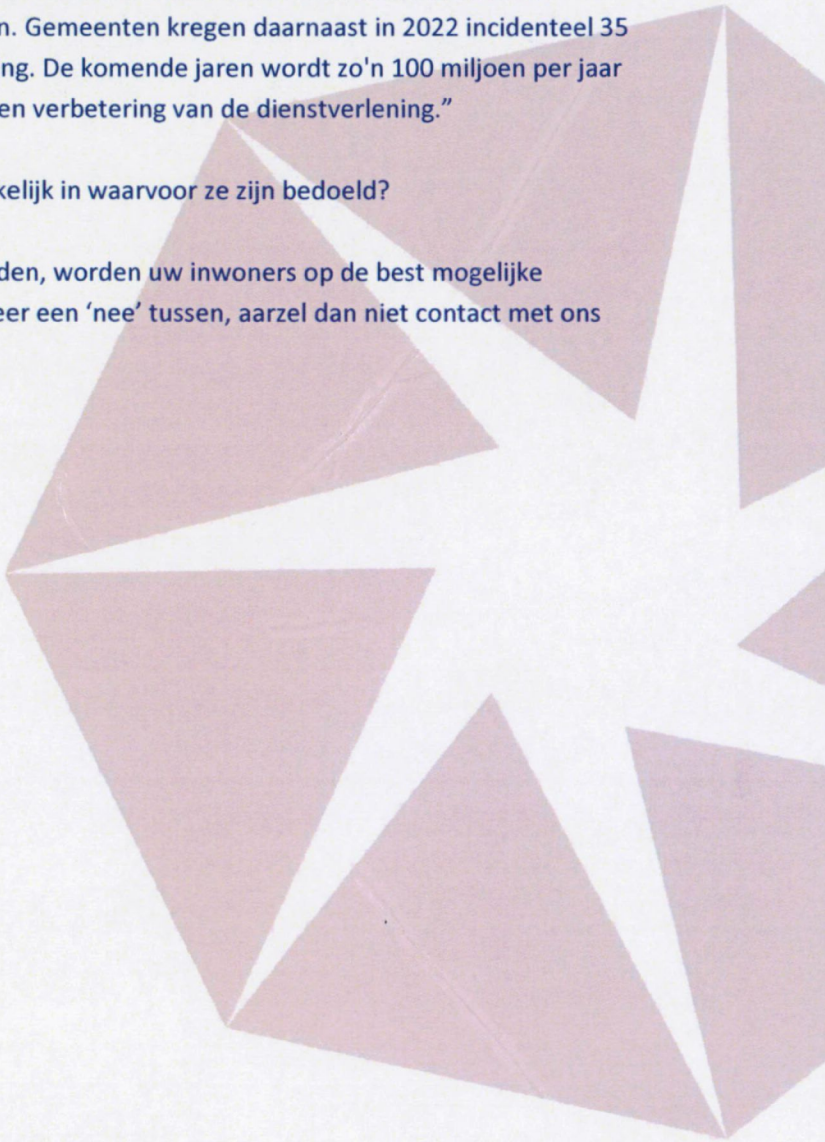 n. Gemeenten kregen daarnaast in 2022 incidenteel 35
ng. De komende jaren wordt zo'n 100 miljoen per jaar
en verbetering van de dienstverlening.”
kelijk in waarvoor ze zijn bedoeld?
den, worden uw inwoners op de best mogelijke
eer een ‘nee’ tussen, aarzel dan niet contact met ons